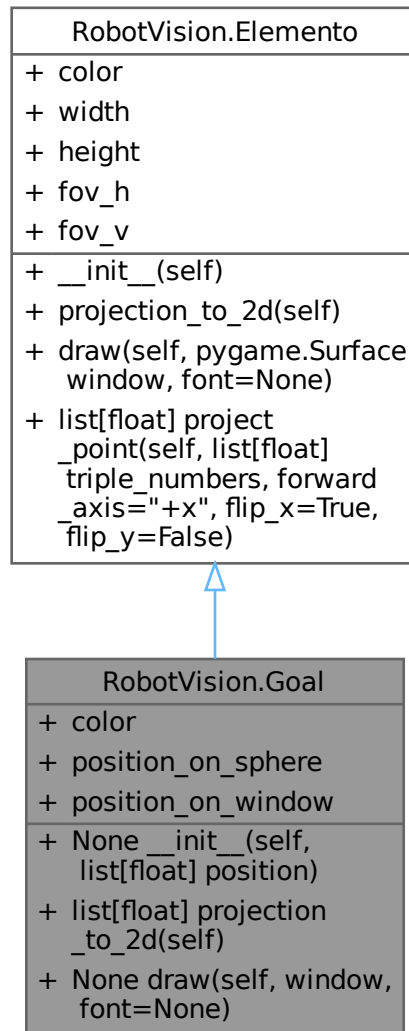 RobotVision.Elemento
+ color
+ width
+ height
+ fov_h
+ fov_v
+ __init__(self)
+ projection_to_2d(self)
+ draw(self, pygame.Surface
window, font=None)
+ list[float] project
_point(self, list[float]
triple_numbers, forward
_axis="+x", flip_x=True,
flip_y=False)
RobotVision.Goal
+ color
+ position_on_sphere
+ position_on_window
+ None __init__(self,
list[float] position)
+ list[float] projection
_to_2d(self)
+ None draw(self, window,
font=None)